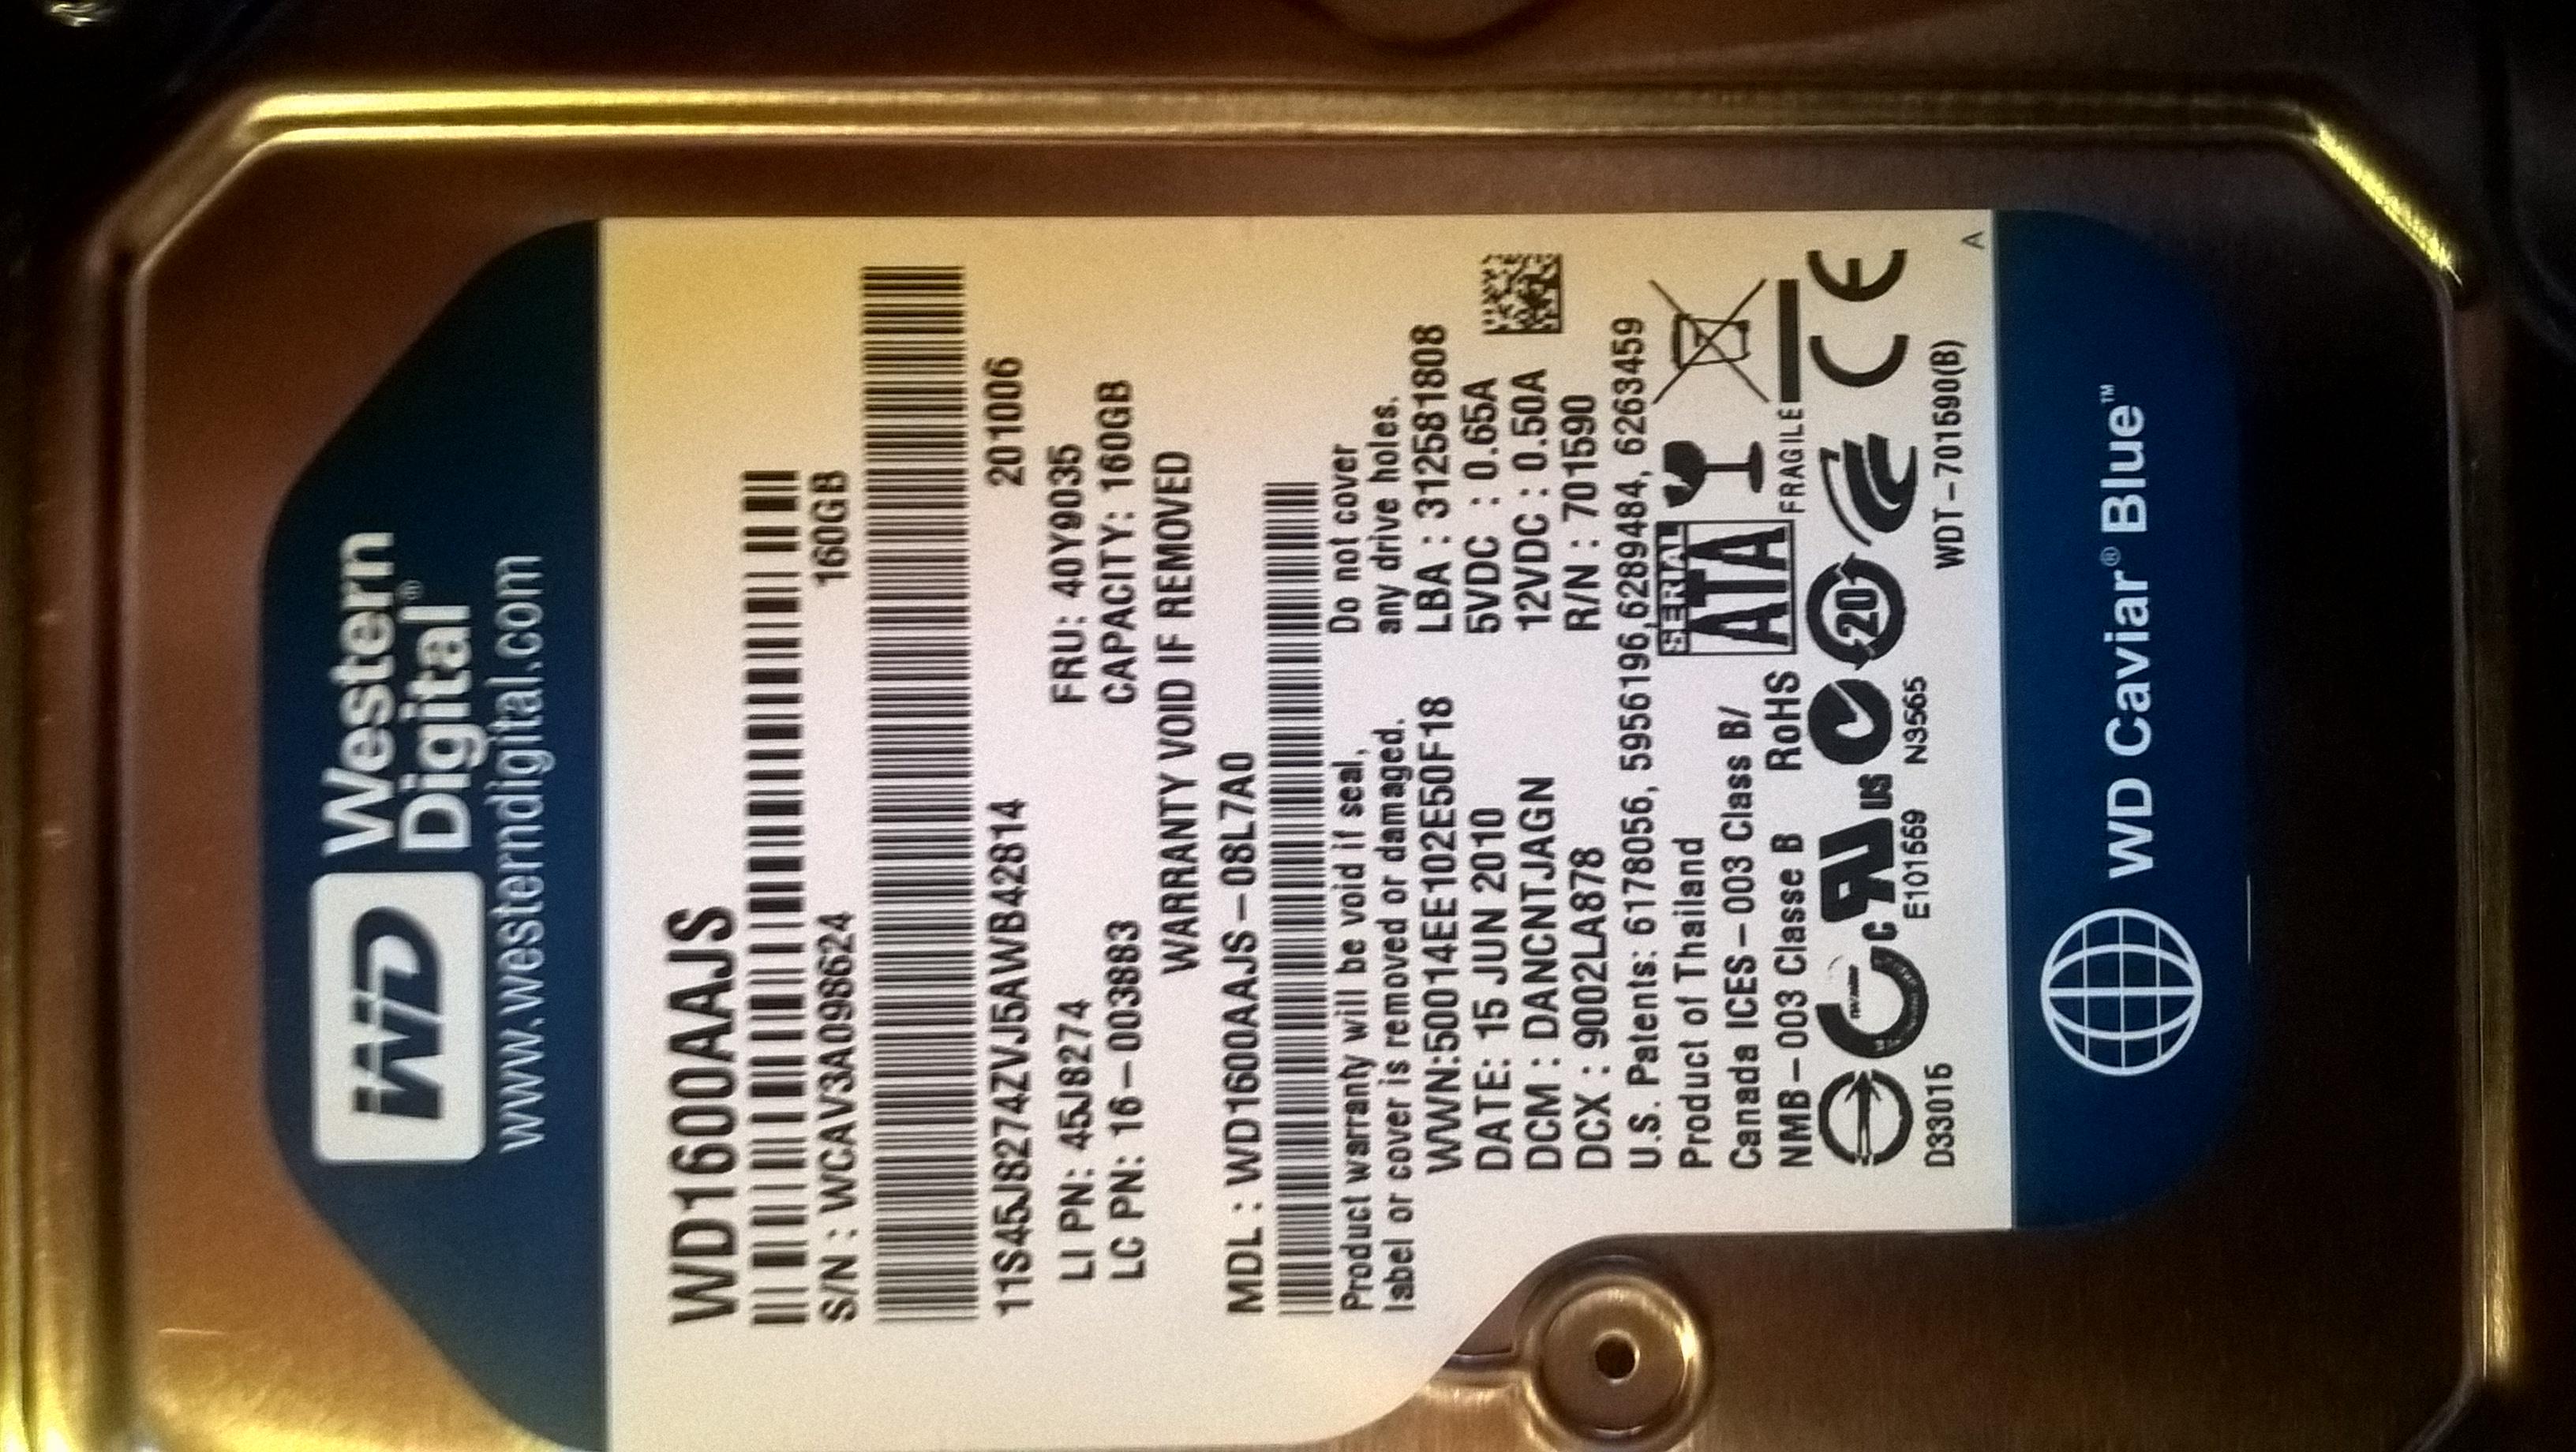 WD Western
Digital®
www.westerndigital.com
WD1600AAJS
S/N : WCAV3A098624 160GB
11S45J8274ZVJ5AWB422814 201006
LI PN: 45J8274 FRU: 40Y9035
LC PN: 16-003883 CAPACITY: 160GB
WARRANTY VOID IF REMOVED
MDL : WD1600AAJS-08L7A0
Product warranty will be void if seal, Do not cover
label or cover is removed or damaged. any drive holes.
WWN:50014EE102E50F18 LBA : 312581808
DATE: 15 JUN 2010 5VDC : 0.65A
DCM : DANCNTJAGN 12VDC : 0.50A
DCX : 9002LA878 R/N : 701590
U.S. Patents: 6178056, 5956196,6289484, 6263459
Product of Thailand SERIAL
Canada ICES-003 Class B/ ATA
NMB-003 Classe B RoHS FRAGILE
C US 20 CE
D33015 E101559 N3565 WDT-701590(B) A
WD Caviar® Blue™